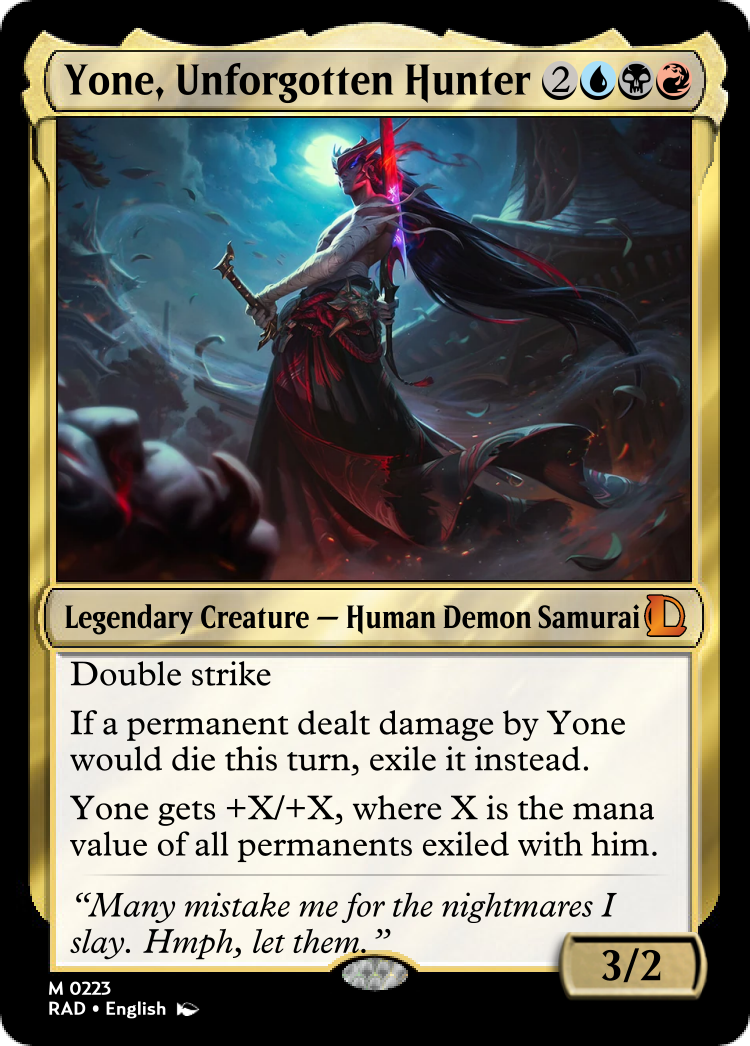 Yone, Unforgotten Hunter 2
Legendary Creature — Human Demon Samurai
Double strike
If a permanent dealt damage by Yone
would die this turn, exile it instead.
Yone gets +X/+X, where X is the mana
value of all permanents exiled with him.
“Many mistake me for the nightmares I
slay. Hmph, let them.”
3/2
M 0223
RAD • English